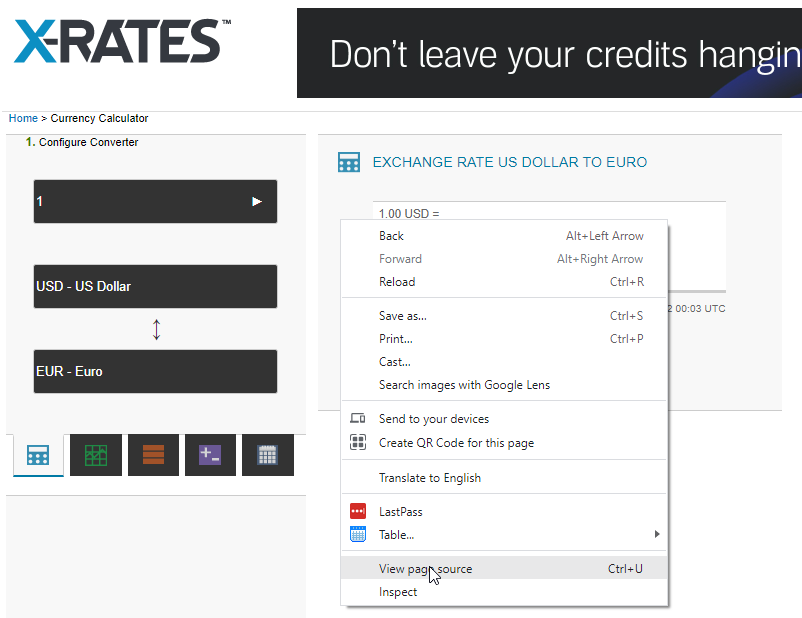 X-RATES™
Don't leave your credits hangin
Home > Currency Calculator
1. Configure Converter
1
USD - US Dollar
EUR - Euro
EXCHANGE RATE US DOLLAR TO EURO
1.00 USD =
2 00:03 UTC
Back Alt+Left Arrow
Forward Alt+Right Arrow
Reload Ctrl+R
Save as... Ctrl+S
Print... Ctrl+P
Cast...
Search images with Google Lens
Send to your devices
Create QR Code for this page
Translate to English
LastPass
Table...
View page source Ctrl+U
Inspect